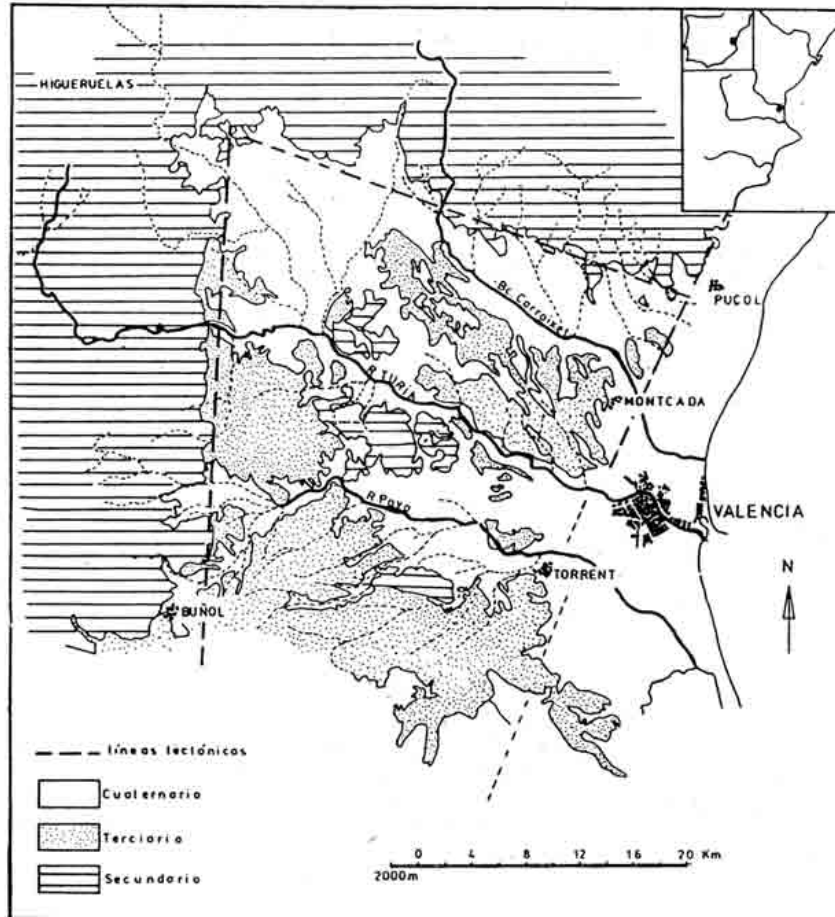 HIGUERUELAS
Bc Carraixet
PUÇOL
R. TURIA
MONTCADA
R. Poyo
VALENCIA
N
TORRENT
BUÑOL
líneas tectónicas
Cuaternario
Terciario
Secundario
0 4 8 12 16 20 Km
2000m